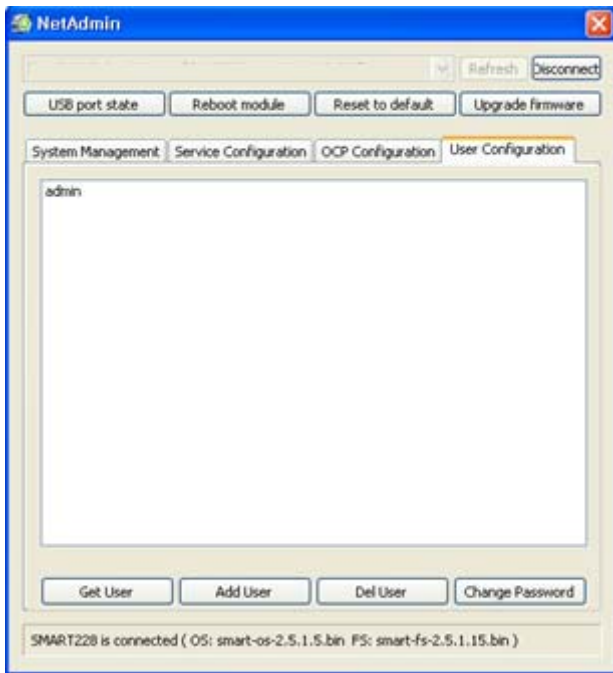 NetAdmin
Refresh Disconnect
USB port state Reboot module Reset to default Upgrade firmware
System Management Service Configuration OCP Configuration User Configuration
admin
Get User Add User Del User Change Password
SMART228 is connected ( OS: smart-os-2.5.1.5.bin FS: smart-fs-2.5.1.15.bin )